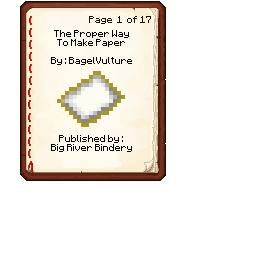 Page 1 of 17
The Proper Way
To Make Paper
By: BagelVulture
Published by:
Big River Bindery